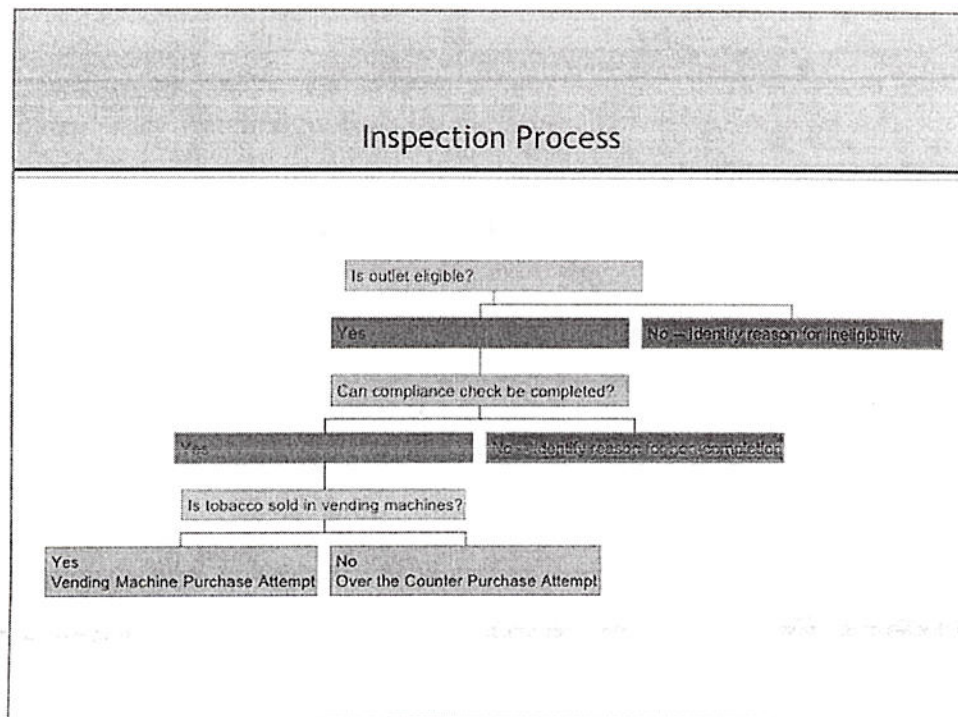 Inspection Process
Is outlet eligible?
Yes
No – Identify reason for ineligibility
Can compliance check be completed?
Yes
No – Identify reason for non-completion
Is tobacco sold in vending machines?
Yes
Vending Machine Purchase Attempt
No
Over the Counter Purchase Attempt